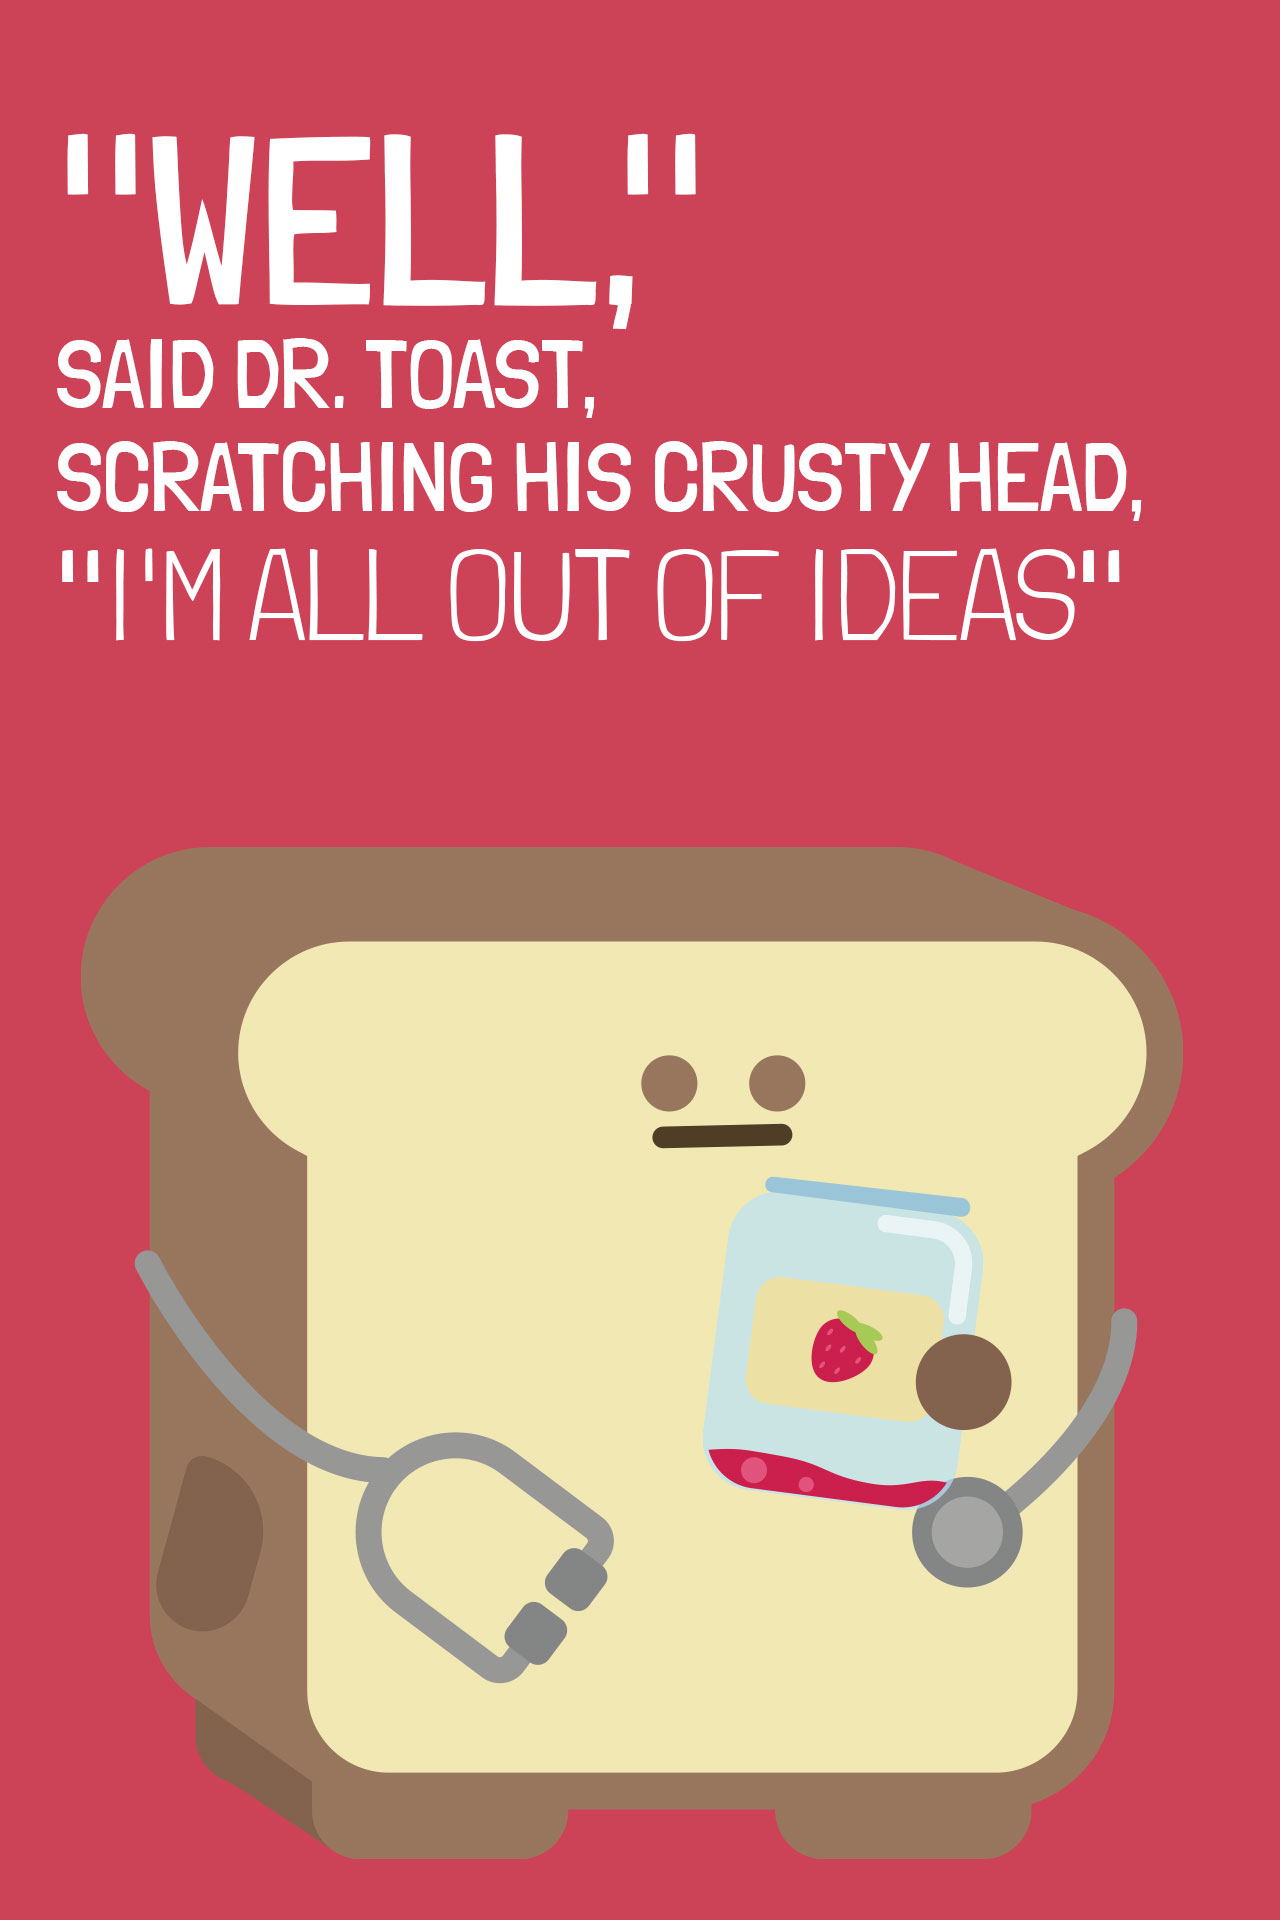 "WELL,"
SAID DR. TOAST,
SCRATCHING HIS CRUSTY HEAD,
"I'M ALL OUT OF IDEAS"